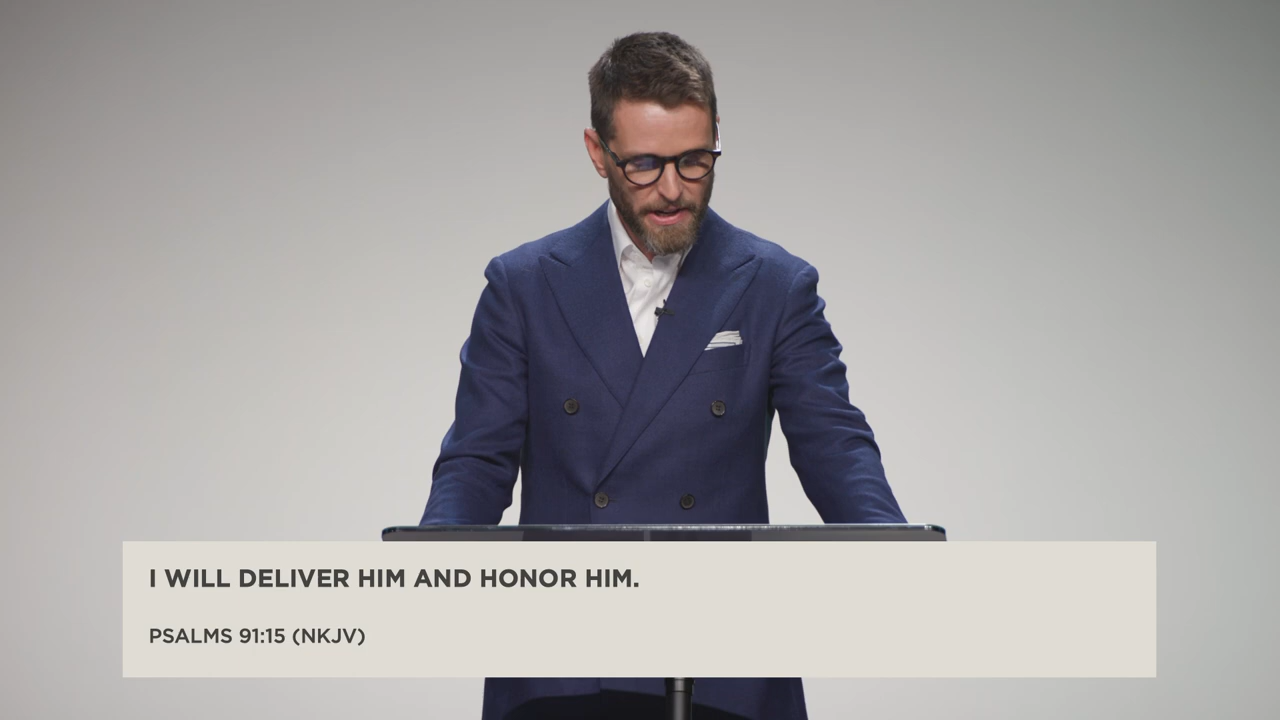 I WILL DELIVER HIM AND HONOR HIM.
PSALMS 91:15 (NKJV)